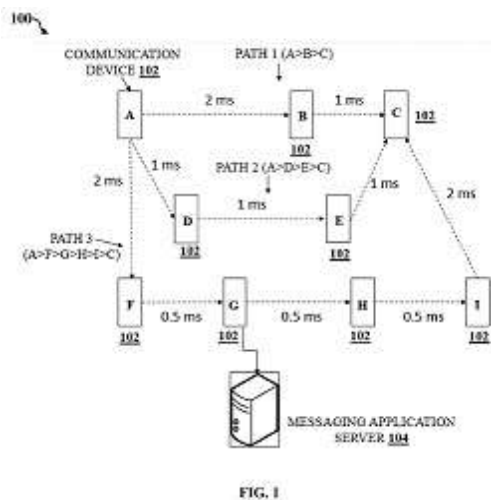 100
COMMUNICATION
DEVICE 102
PATH 1 (A>B>C)
A
2 ms
B
1 ms
C
102
102
2 ms
1 ms
PATH 2 (A>D>E>C)
1 ms
2 ms
D
1 ms
E
102
102
PATH 3
(A>F>G>H>I>C)
F
0.5 ms
G
0.5 ms
H
0.5 ms
I
102
102
102
102
MESSAGING APPLICATION
SERVER 104
FIG. 1